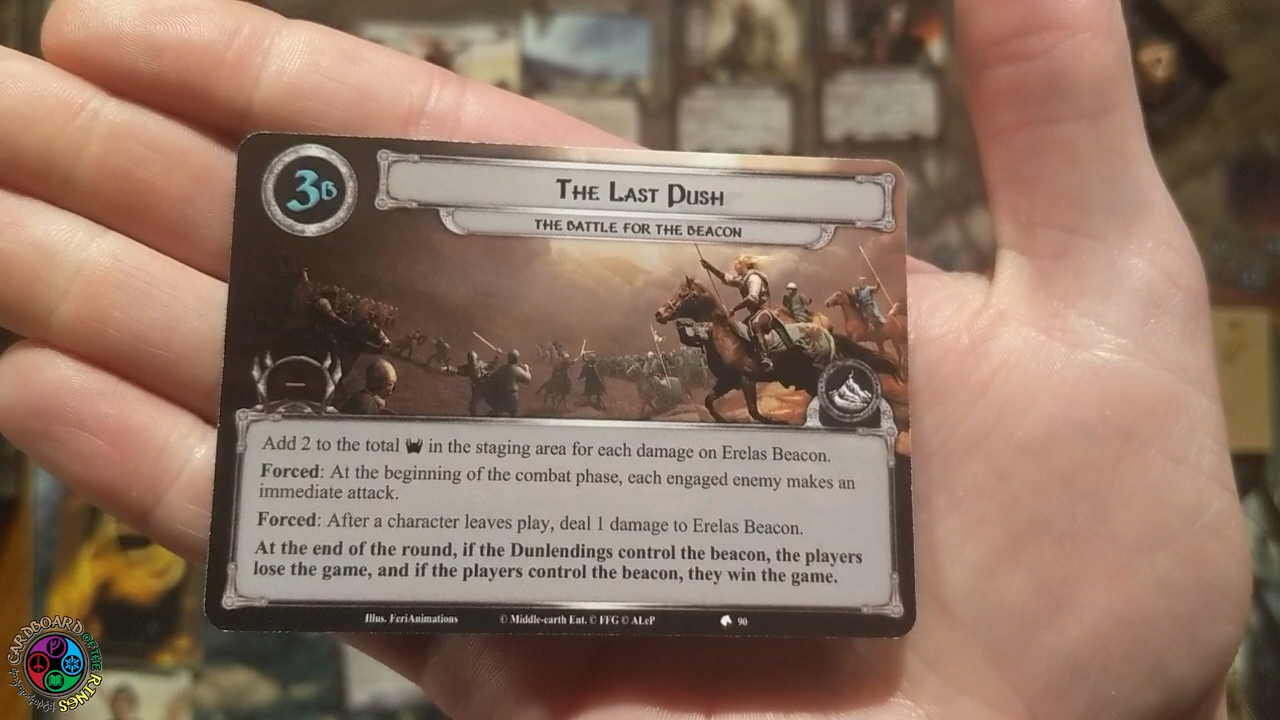 3B
THE LAST PUSH
THE BATTLE FOR THE BEACON
–
Add 2 to the total in the staging area for each damage on Erelas Beacon.
Forced: At the beginning of the combat phase, each engaged enemy makes an
immediate attack.
Forced: After a character leaves play, deal 1 damage to Erelas Beacon.
At the end of the round, if the Dunlendings control the beacon, the players
lose the game, and if the players control the beacon, they win the game.
Illus. FeriAnimations © Middle-earth Ent. © FFG © ALeP 90
CARDBOARD OF THE RINGS